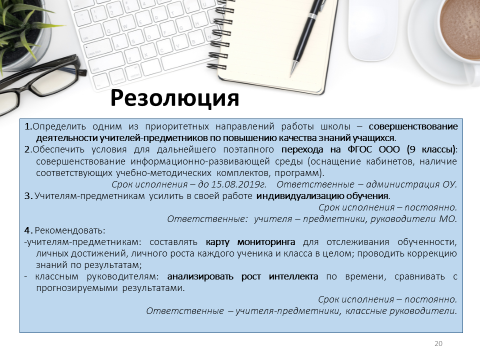 Резолюция
1.Определить одним из приоритетных направлений работы школы – совершенствование
деятельности учителей-предметников по повышению качества знаний учащихся.
2.Обеспечить условия для дальнейшего поэтапного перехода на ФГОС ООО (9 классы):
совершенствование информационно-развивающей среды (оснащение кабинетов, наличие
соответствующих учебно-методических комплектов, программ).
Срок исполнения – до 15.08.2019г. Ответственные – администрация ОУ.
3. Учителям-предметникам усилить в своей работе индивидуализацию обучения.
Срок исполнения – постоянно.
Ответственные: учителя – предметники, руководители МО.
4. Рекомендовать:
-учителям-предметникам: составлять карту мониторинга для отслеживания обученности,
личных достижений, личного роста каждого ученика и класса в целом; проводить коррекцию
знаний по результатам;
- классным руководителям: анализировать рост интеллекта по времени, сравнивать с
прогнозируемыми результатами.
Срок исполнения – постоянно.
Ответственные – учителя-предметники, классные руководители.
20